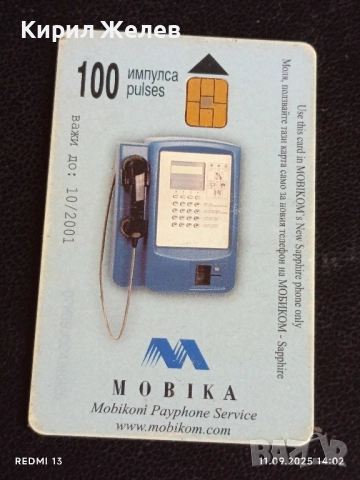 Кирил Желев
100 импулса
pulses
важи до: 10/2001
Use this card in MOBIKOM's New Sapphire phone only
Моля, ползвайте тази карта само за новия телефон на МОБИКОМ - Sapphire
MOBIKA
Mobikom Payphone Service
www.mobikom.com
REDMI 13
11.09.2025 14:02